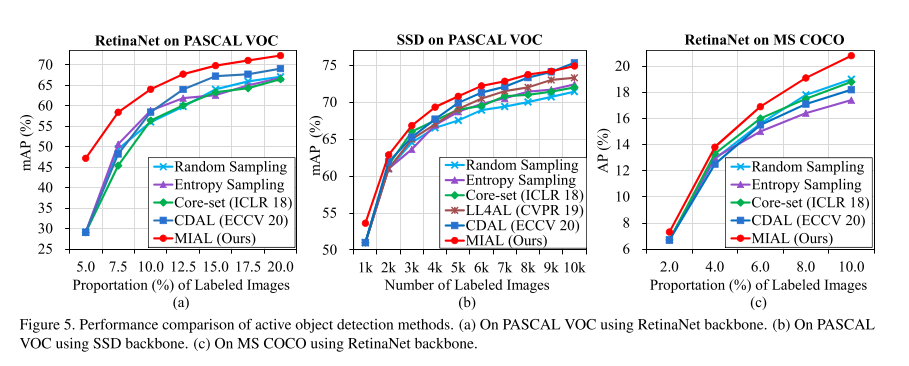 RetinaNet on PASCAL VOC
mAP (%)
70
65
60
55
50
45
40
35
30
25
5.0 7.5 10.0 12.5 15.0 17.5 20.0
Random Sampling
Entropy Sampling
Core-set (ICLR 18)
CDAL (ECCV 20)
MIAL (Ours)
Proportation (%) of Labeled Images
(a)
SSD on PASCAL VOC
mAP (%)
75
70
65
60
55
50
1k 2k 3k 4k 5k 6k 7k 8k 9k 10k
Random Sampling
Entropy Sampling
Core-set (ICLR 18)
LL4AL (CVPR 19)
CDAL (ECCV 20)
MIAL (Ours)
Number of Labeled Images
(b)
RetinaNet on MS COCO
AP (%)
20
18
16
14
12
10
8
6
2.0 4.0 6.0 8.0 10.0
Random Sampling
Entropy Sampling
Core-set (ICLR 18)
CDAL (ECCV 20)
MIAL (Ours)
Proportation (%) of Labeled Images
(c)
Figure 5. Performance comparison of active object detection methods. (a) On PASCAL VOC using RetinaNet backbone. (b) On PASCAL
VOC using SSD backbone. (c) On MS COCO using RetinaNet backbone.